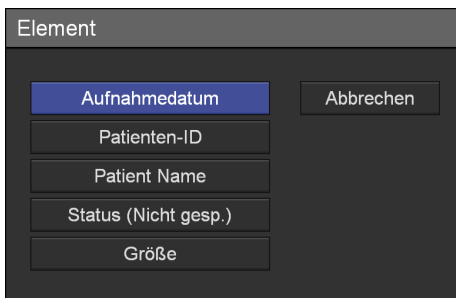 Element
Aufnahmedatum
Abbrechen
Patienten-ID
Patient Name
Status (Nicht gesp.)
Größe